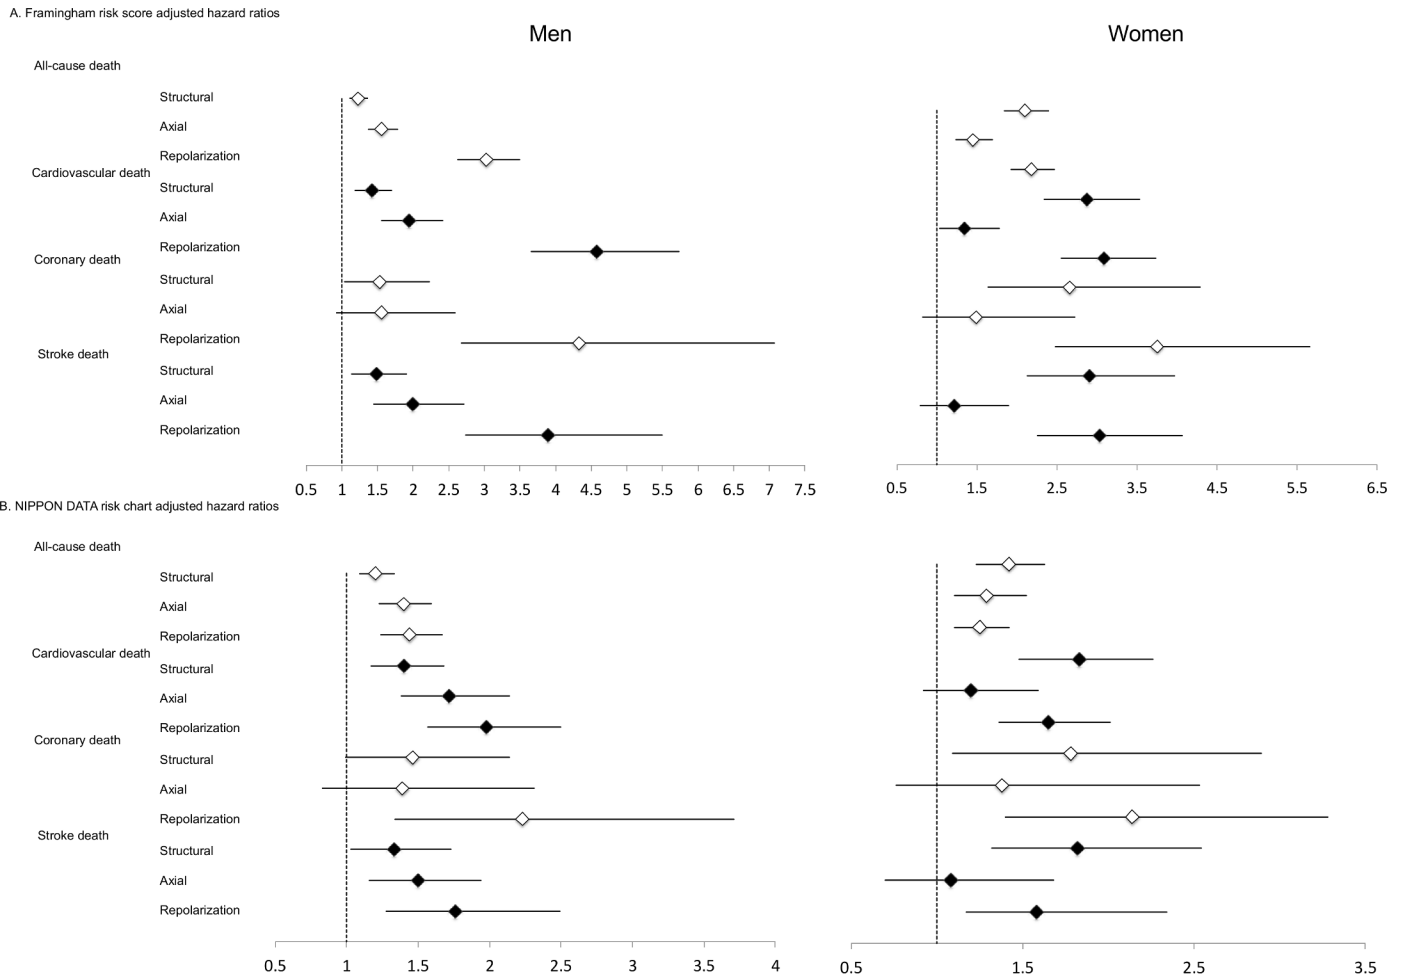 A. Framingham risk score adjusted hazard ratios
Men
Women
All-cause death
Structural
Axial
Repolarization
Cardiovascular death
Structural
Axial
Repolarization
Coronary death
Structural
Axial
Repolarization
Stroke death
Structural
Axial
Repolarization
0.5 1 1.5 2 2.5 3 3.5 4 4.5 5 5.5 6 6.5 7 7.5
0.5 1.5 2.5 3.5 4.5 5.5 6.5
B. NIPPON DATA risk chart adjusted hazard ratios
All-cause death
Structural
Axial
Repolarization
Cardiovascular death
Structural
Axial
Repolarization
Coronary death
Structural
Axial
Repolarization
Stroke death
Structural
Axial
Repolarization
0.5 1 1.5 2 2.5 3 3.5 4
0.5 1.5 2.5 3.5